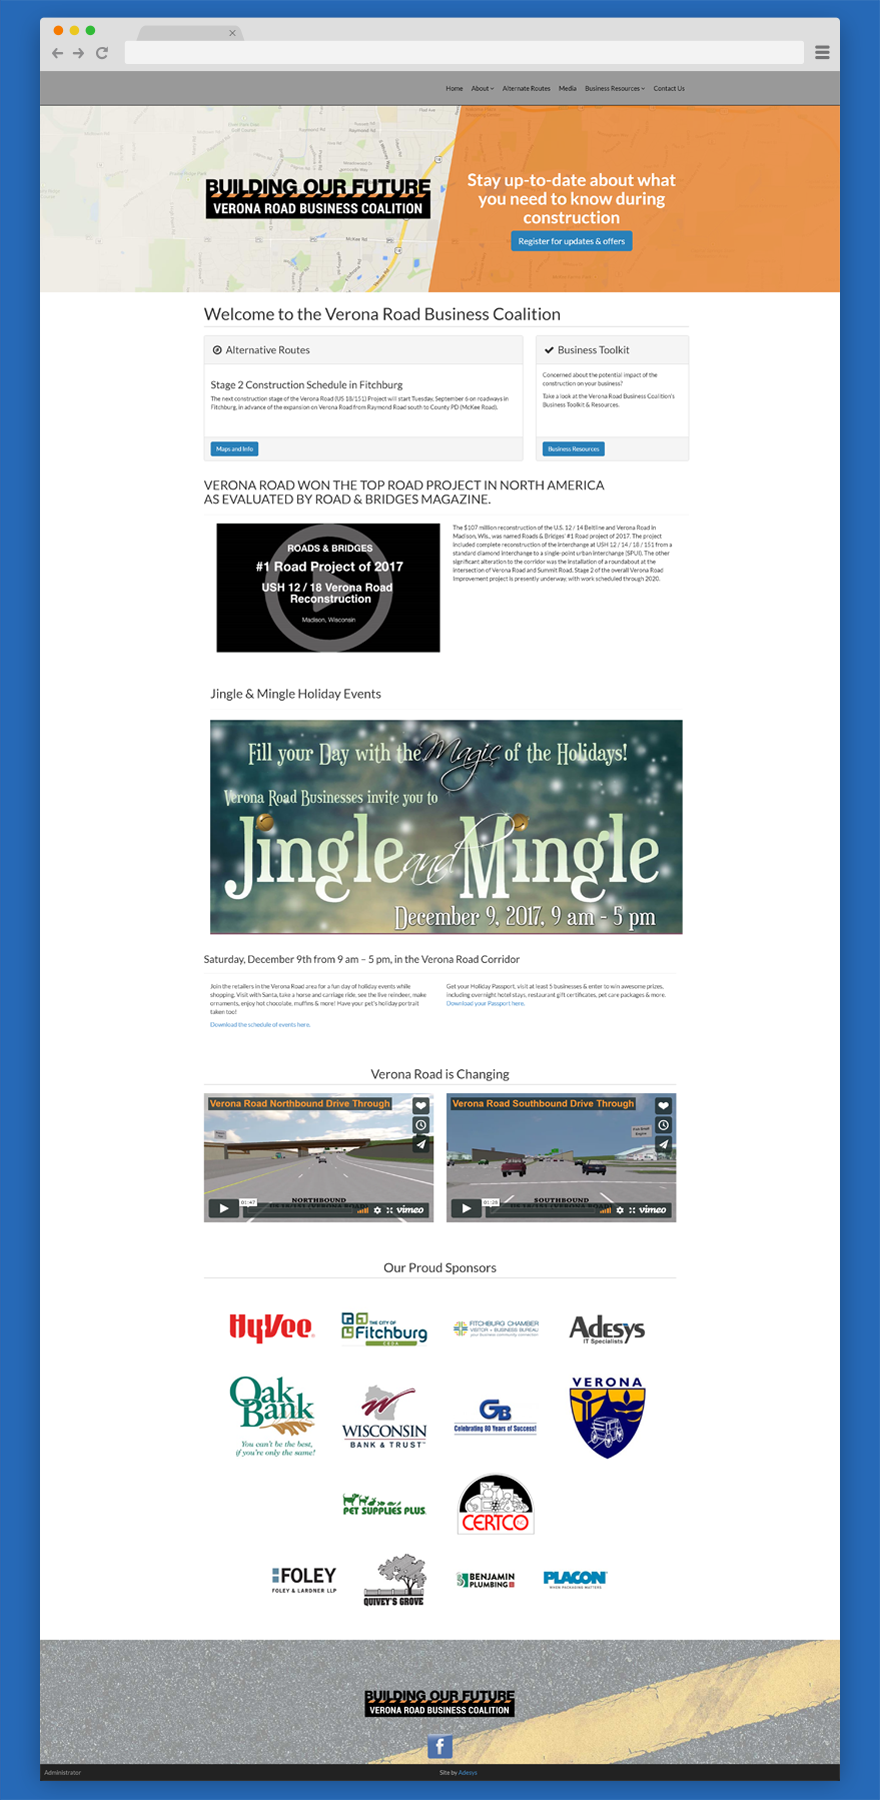 Home About Alternate Routes Media Business Resources Contact Us
BUILDING OUR FUTURE
VERONA ROAD BUSINESS COALITION
Stay up-to-date about what
you need to know during
construction
Register for updates & offers
Welcome to the Verona Road Business Coalition
Alternative Routes
Stage 2 Construction Schedule in Fitchburg
The next construction stage of the Verona Road (US 18/151) Project will start Tuesday, September 6 on roadways in
Fitchburg, in advance of the expansion on Verona Road from Raymond Road south to County PD (McKee Road).
Maps and Info
Business Toolkit
Concerned about the potential impact of the
construction on your business?
Take a look at the Verona Road Business Coalition's
Business Toolkit & Resources.
Business Resources
VERONA ROAD WON THE TOP ROAD PROJECT IN NORTH AMERICA
AS EVALUATED BY ROAD & BRIDGES MAGAZINE.
ROADS & BRIDGES
#1 Road Project of 2017
USH 12 / 18 Verona Road
Reconstruction
Madison, Wisconsin
The $107 million reconstruction of the U.S. 12 / 14 Beltline and Verona Road in
Madison, Wis., was named Roads & Bridges' #1 Road project of 2017. The project
included complete reconstruction of the interchange at USH 12 / 14 / 18 / 151 from a
standard diamond interchange to a single-point urban interchange (SPUI). The other
significant alteration to the corridor was the installation of a roundabout at the
intersection of Verona Road and Summit Road. Stage 2 of the overall Verona Road
Improvement project is presently underway, with work scheduled through 2020.
Jingle & Mingle Holiday Events
Fill your Day with the Magic of the Holidays!
Verona Road Businesses invite you to
Jingle and Mingle
December 9, 2017, 9 am - 5 pm
Saturday, December 9th from 9 am – 5 pm, in the Verona Road Corridor
Join the retailers in the Verona Road area for a fun day of holiday events while
shopping. Visit with Santa, take a horse and carriage ride, see the live reindeer, make
ornaments, enjoy hot chocolate, muffins & more! Have your pet's holiday portrait
taken too!
Download the schedule of events here.
Get your Holiday Passport, visit at least 5 businesses & enter to win awesome prizes,
including overnight hotel stays, restaurant gift certificates, pet care packages & more.
Download your Passport here.
Verona Road is Changing
Verona Road Northbound Drive Through
NORTHBOUND
01:47
vimeo
Verona Road Southbound Drive Through
SOUTHBOUND
01:28
vimeo
Our Proud Sponsors
HyVee
THE CITY OF
Fitchburg
CEDA
FITCHBURG CHAMBER
VISITOR + BUSINESS BUREAU
your business community connection
ADESYS
IT Specialists
Oak
Bank
You can't be the best,
if you're only the same!
WISCONSIN
BANK & TRUST
GB
Celebrating 80 Years of Success!
VERONA
PET SUPPLIES PLUS.
CERTCO INC
FOLEY
FOLEY & LARDNER LLP
QUIVEY'S GROVE
BENJAMIN
PLUMBING
PLACON
WHEN PACKAGING MATTERS
BUILDING OUR FUTURE
VERONA ROAD BUSINESS COALITION
f
Administrator
Site by Adesys